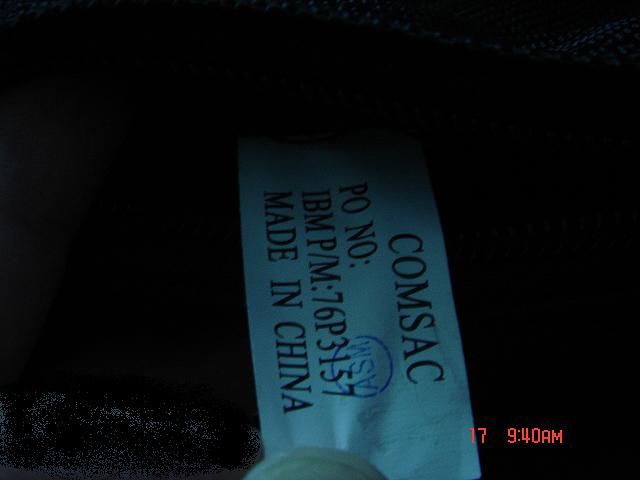 COMSAC
PO NO:
IBM P/M:76P3157
MADE IN CHINA
17 9:40AM